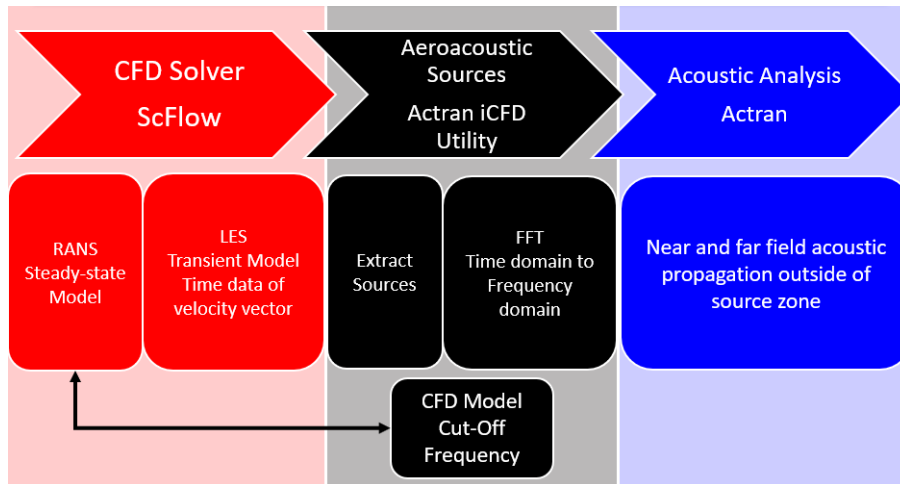 CFD Solver
ScFlow
Aeroacoustic
Sources
Actran iCFD
Utility
Acoustic Analysis
Actran
RANS
Steady-state
Model
LES
Transient Model
Time data of
velocity vector
Extract
Sources
FFT
Time domain to
Frequency
domain
Near and far field acoustic
propagation outside of
source zone
CFD Model
Cut-Off
Frequency